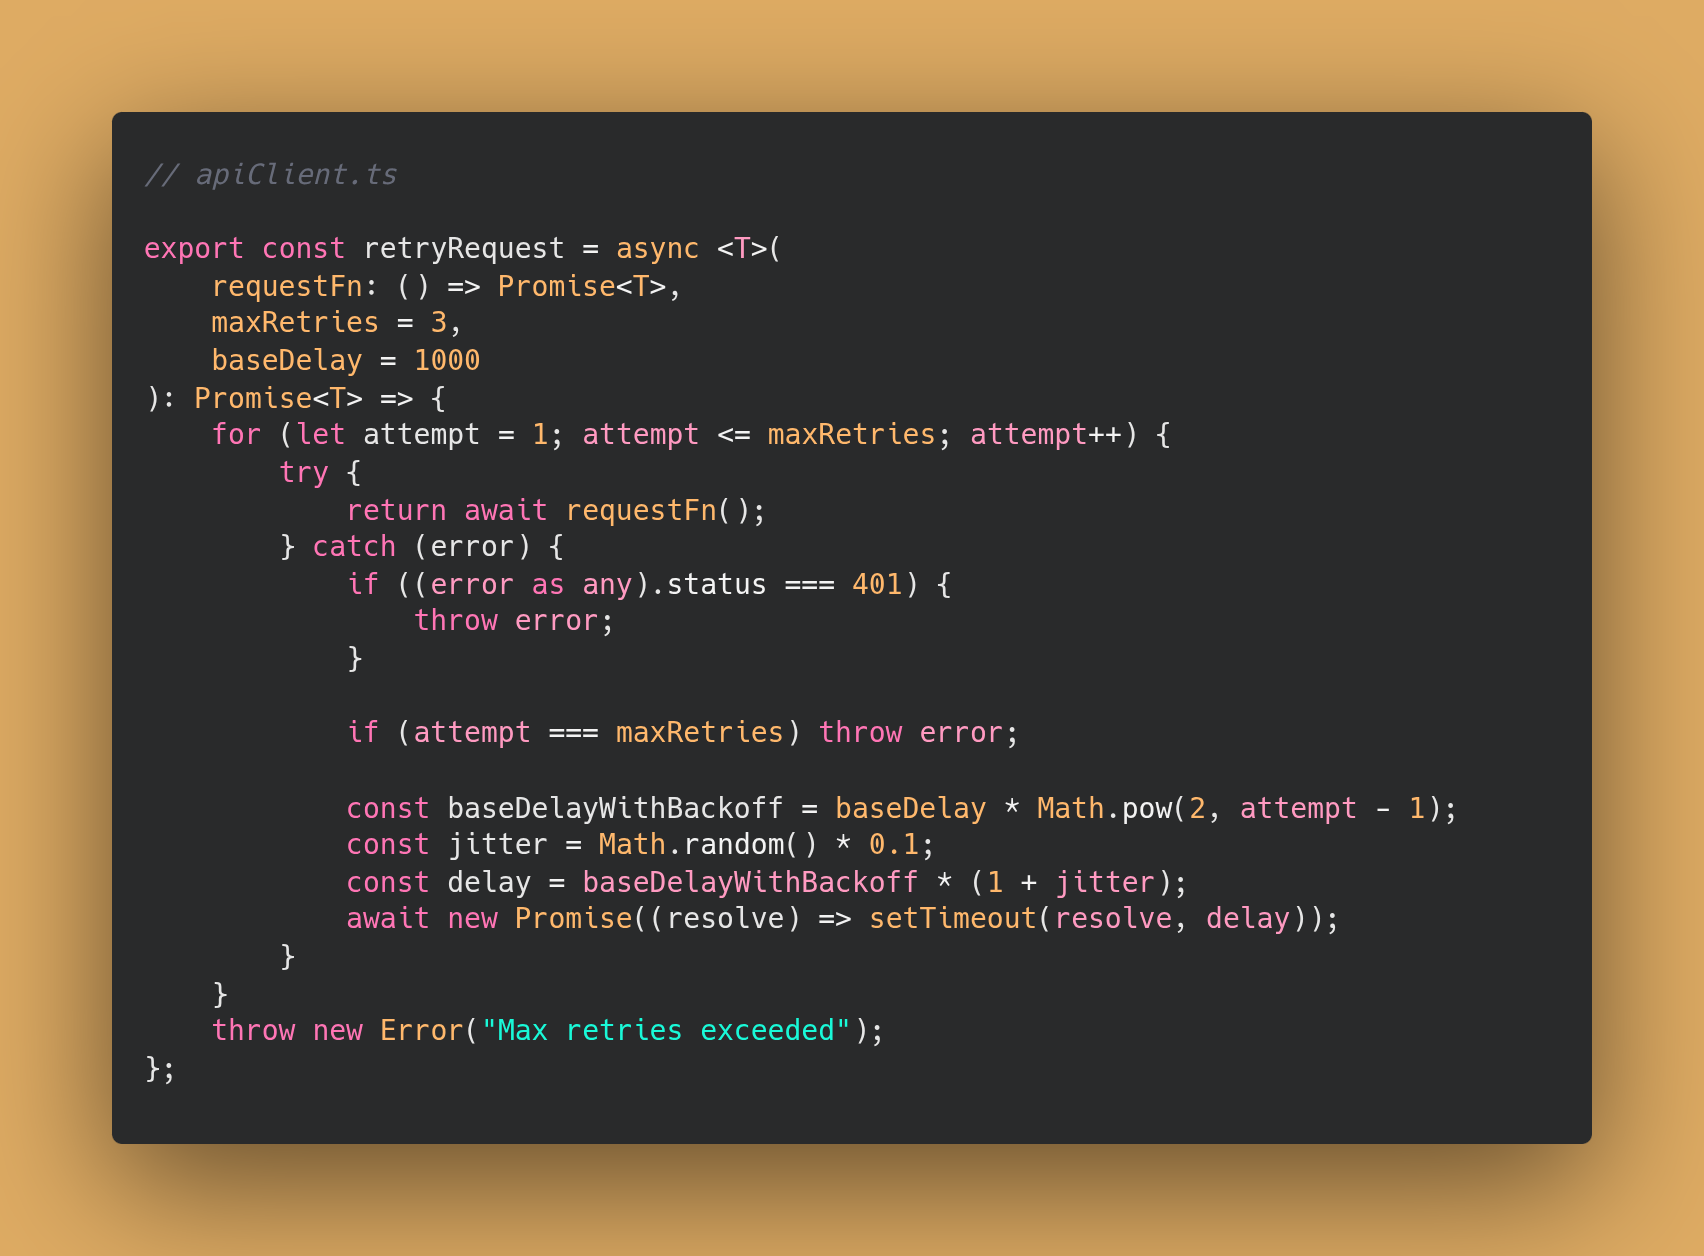 // apiClient.ts

export const retryRequest = async <T>(
    requestFn: () => Promise<T>,
    maxRetries = 3,
    baseDelay = 1000
): Promise<T> => {
    for (let attempt = 1; attempt <= maxRetries; attempt++) {
        try {
            return await requestFn();
        } catch (error) {
            if ((error as any).status === 401) {
                throw error;
            }

            if (attempt === maxRetries) throw error;

            const baseDelayWithBackoff = baseDelay * Math.pow(2, attempt - 1);
            const jitter = Math.random() * 0.1;
            const delay = baseDelayWithBackoff * (1 + jitter);
            await new Promise((resolve) => setTimeout(resolve, delay));
        }
    }
    throw new Error("Max retries exceeded");
};